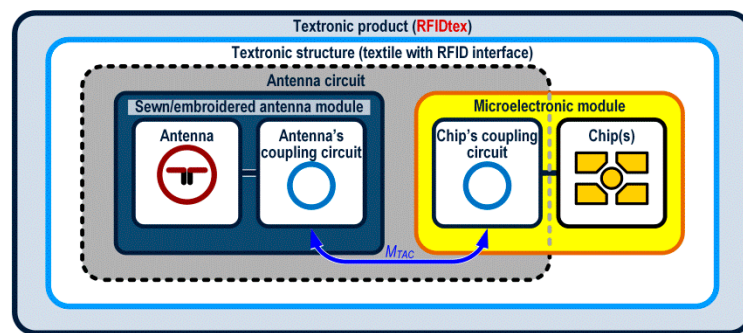 Textronic product (RFIDtex)
Textronic structure (textile with RFID interface)
Antenna circuit
Sewn/embroidered antenna module
Antenna
Antenna's
coupling circuit
Microelectronic module
Chip's coupling
circuit
Chip(s)
MTAC